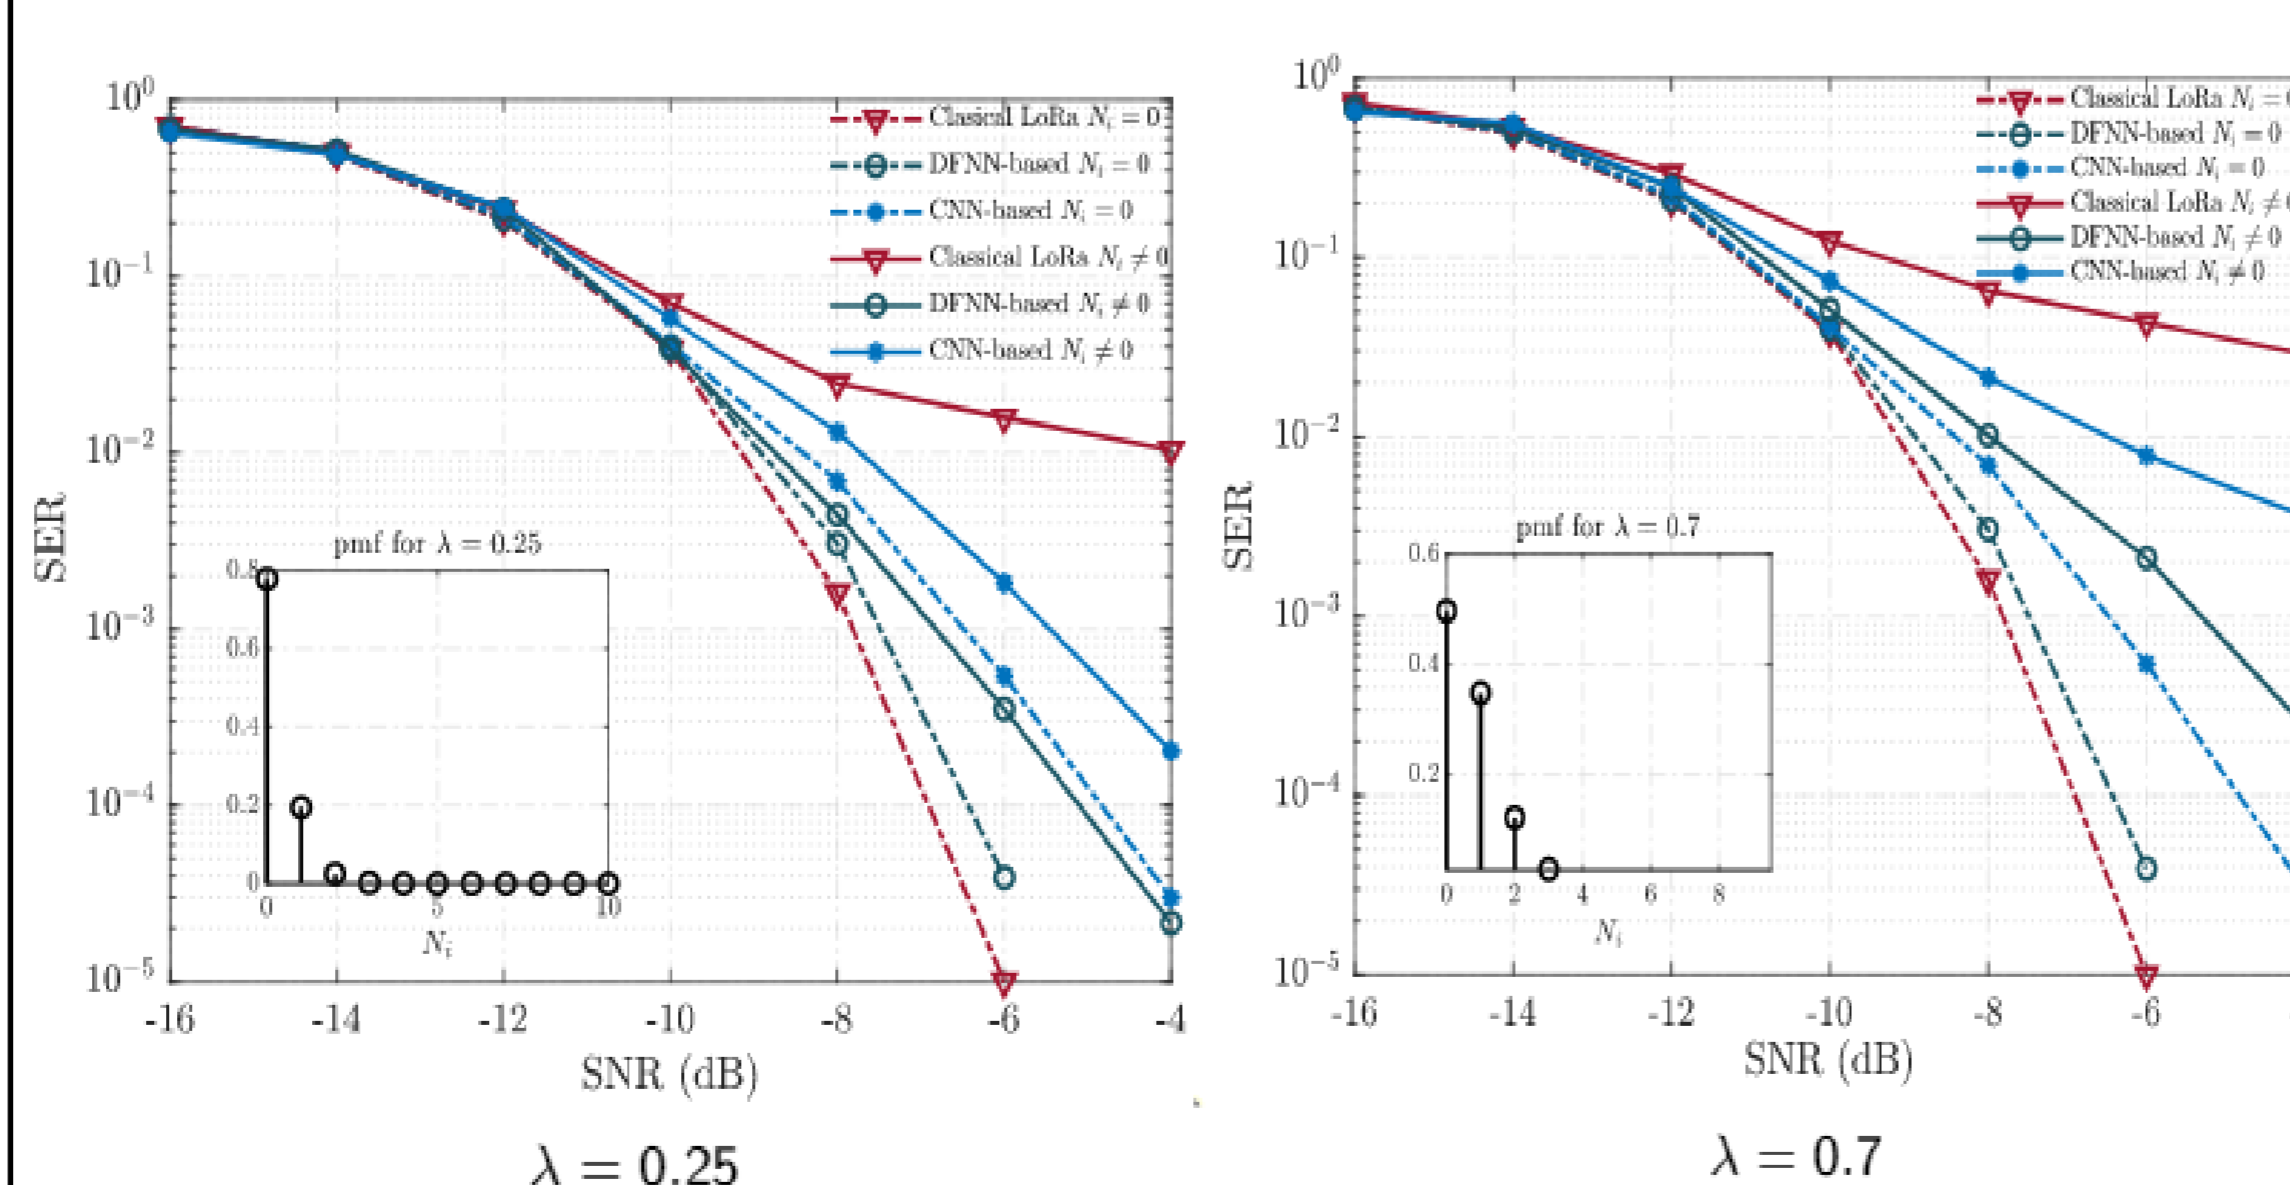 10^0
10^-1
10^-2
10^-3
10^-4
10^-5
SER
Clasical LoRa N_i = 0
DFNN-based N_i = 0
CNN-based N_i = 0
Classical LoRa N_i ≠ 0
DFNN-based N_i ≠ 0
CNN-based N_i ≠ 0
pmf for λ = 0.25
0.8
0.6
0.4
0.2
0
0 5 10
N_i
-16 -14 -12 -10 -8 -6 -4
SNR (dB)
λ = 0.25
10^0
10^-1
10^-2
10^-3
10^-4
10^-5
SER
Classical LoRa N_i = 0
DFNN-based N_i = 0
CNN-based N_i = 0
Classical LoRa N_i ≠ 0
DFNN-based N_i ≠ 0
CNN-based N_i ≠ 0
pmf for λ = 0.7
0.6
0.4
0.2
0 2 4 6 8
N_i
-16 -14 -12 -10 -8 -6
SNR (dB)
λ = 0.7